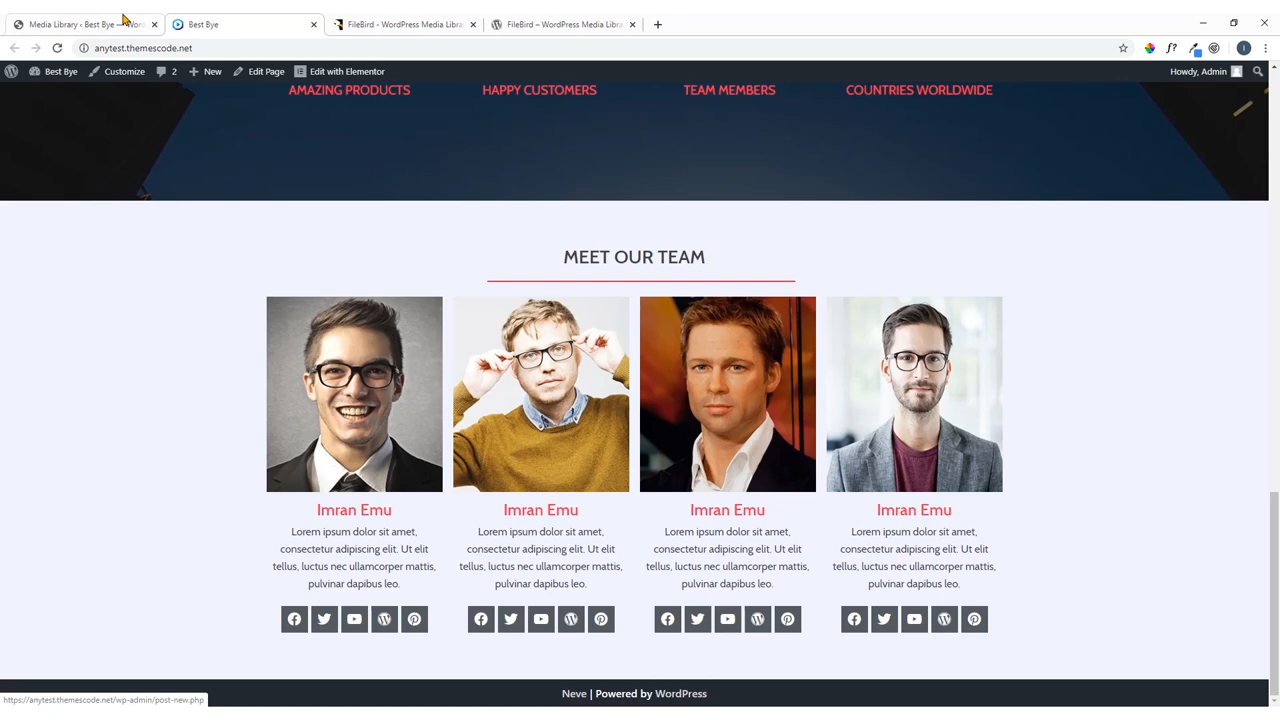 Media Library ‹ Best Bye — Wor
Best Bye
FileBird - WordPress Media Libra
FileBird – WordPress Media Libra
anytest.themescode.net
Best Bye
Customize
2
New
Edit Page
Edit with Elementor
Howdy, Admin
AMAZING PRODUCTS
HAPPY CUSTOMERS
TEAM MEMBERS
COUNTRIES WORLDWIDE
MEET OUR TEAM
Imran Emu
Lorem ipsum dolor sit amet,
consectetur adipiscing elit. Ut elit
tellus, luctus nec ullamcorper mattis,
pulvinar dapibus leo.
Imran Emu
Lorem ipsum dolor sit amet,
consectetur adipiscing elit. Ut elit
tellus, luctus nec ullamcorper mattis,
pulvinar dapibus leo.
Imran Emu
Lorem ipsum dolor sit amet,
consectetur adipiscing elit. Ut elit
tellus, luctus nec ullamcorper mattis,
pulvinar dapibus leo.
Imran Emu
Lorem ipsum dolor sit amet,
consectetur adipiscing elit. Ut elit
tellus, luctus nec ullamcorper mattis,
pulvinar dapibus leo.
Neve | Powered by WordPress
https://anytest.themescode.net/wp-admin/post-new.php